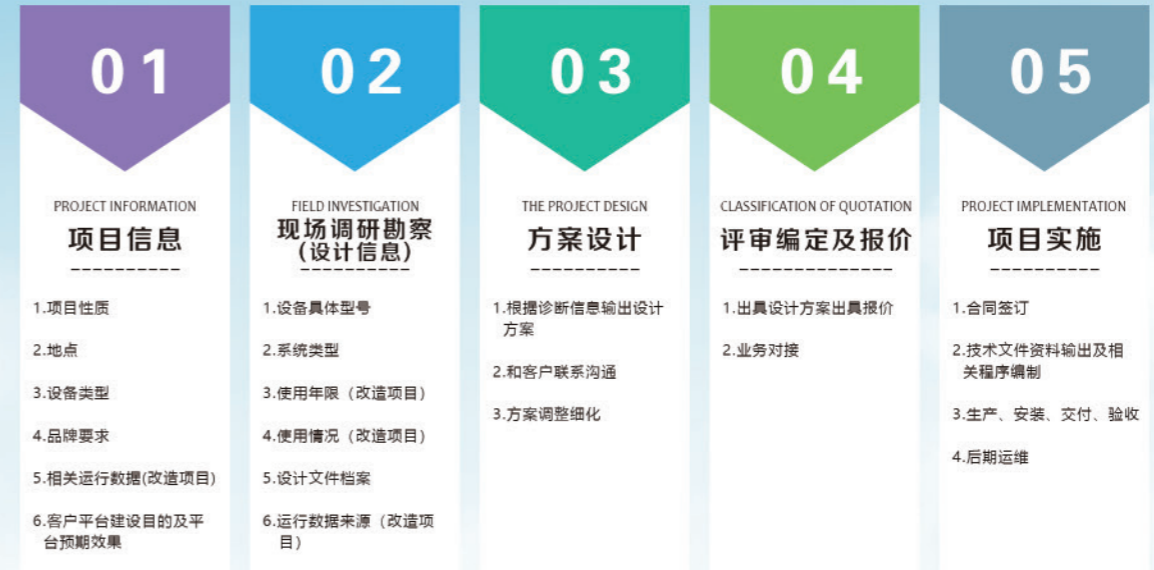 01
PROJECT INFORMATION
项目信息
1.项目性质
2.地点
3.设备类型
4.品牌要求
5.相关运行数据(改造项目)
6.客户平台建设目的及平
台预期效果
02
FIELD INVESTIGATION
现场调研勘察
(设计信息)
1.设备具体型号
2.系统类型
3.使用年限（改造项目）
4.使用情况（改造项目）
5.设计文件档案
6.运行数据来源（改造项
目）
03
THE PROJECT DESIGN
方案设计
1.根据诊断信息输出设计
方案
2.和客户联系沟通
3.方案调整细化
04
CLASSIFICATION OF QUOTATION
评审编定及报价
1.出具设计方案出具报价
2.业务对接
05
PROJECT IMPLEMENTATION
项目实施
1.合同签订
2.技术文件资料输出及相
关程序编制
3.生产、安装、交付、验收
4.后期运维